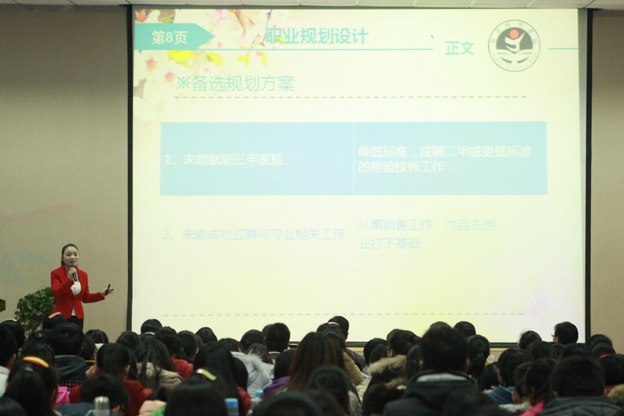 第8页
职业规划设计
正文
※备选规划方案
1、未能就职三甲医院
降低标准，应聘二甲或更低标准
的检验技师工作
2、未能成功应聘与专业相关工作
从事销售工作，为自主创
业打下基础